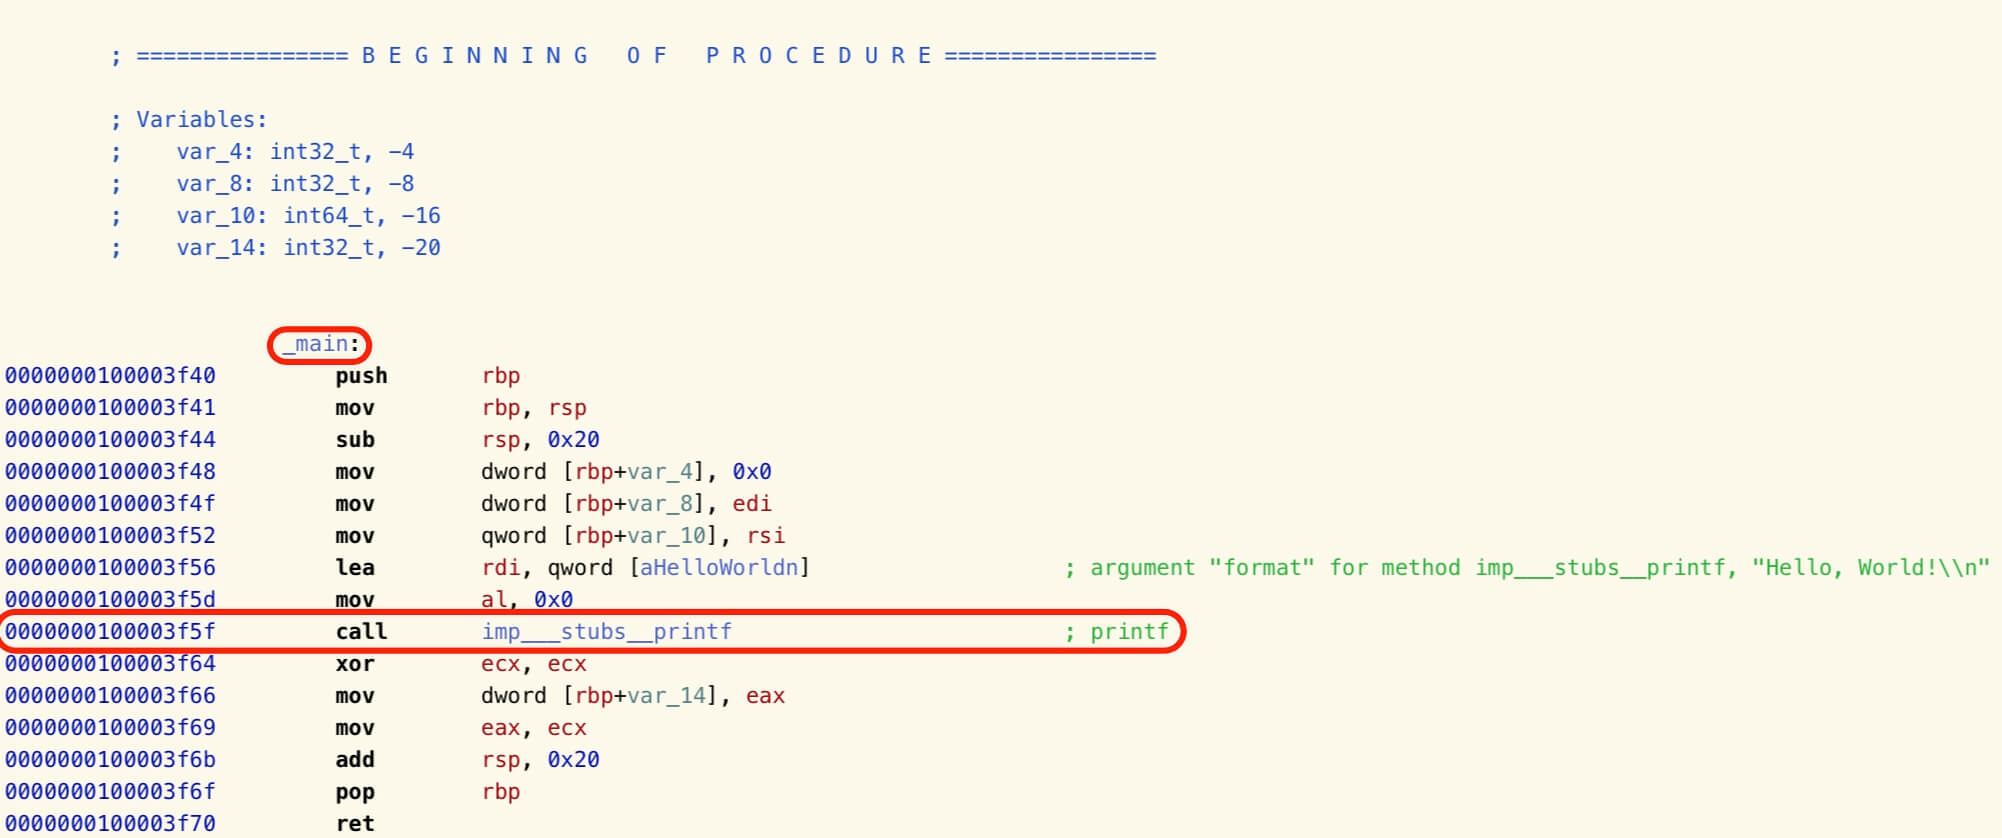 ; ================ B E G I N N I N G   O F   P R O C E D U R E ================
; Variables:
;    var_4: int32_t, -4
;    var_8: int32_t, -8
;    var_10: int64_t, -16
;    var_14: int32_t, -20
_main:
0000000100003f40         push       rbp
0000000100003f41         mov        rbp, rsp
0000000100003f44         sub        rsp, 0x20
0000000100003f48         mov        dword [rbp+var_4], 0x0
0000000100003f4f         mov        dword [rbp+var_8], edi
0000000100003f52         mov        qword [rbp+var_10], rsi
0000000100003f56         lea        rdi, qword [aHelloWorldn]                   ; argument "format" for method imp___stubs__printf, "Hello, World!\\n"
0000000100003f5d         mov        al, 0x0
0000000100003f5f         call       imp___stubs__printf                         ; printf
0000000100003f64         xor        ecx, ecx
0000000100003f66         mov        dword [rbp+var_14], eax
0000000100003f69         mov        eax, ecx
0000000100003f6b         add        rsp, 0x20
0000000100003f6f         pop        rbp
0000000100003f70         ret